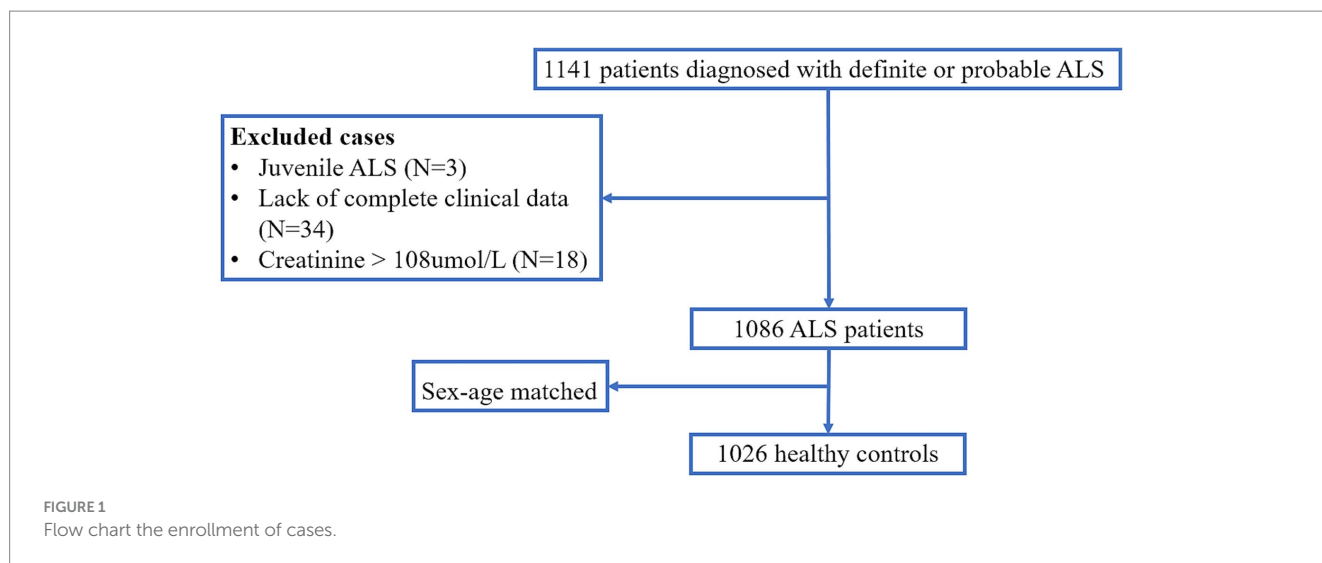 1141 patients diagnosed with definite or probable ALS
Excluded cases
• Juvenile ALS (N=3)
• Lack of complete clinical data
(N=34)
• Creatinine > 108umol/L (N=18)
1086 ALS patients
Sex-age matched
1026 healthy controls
FIGURE 1
Flow chart the enrollment of cases.